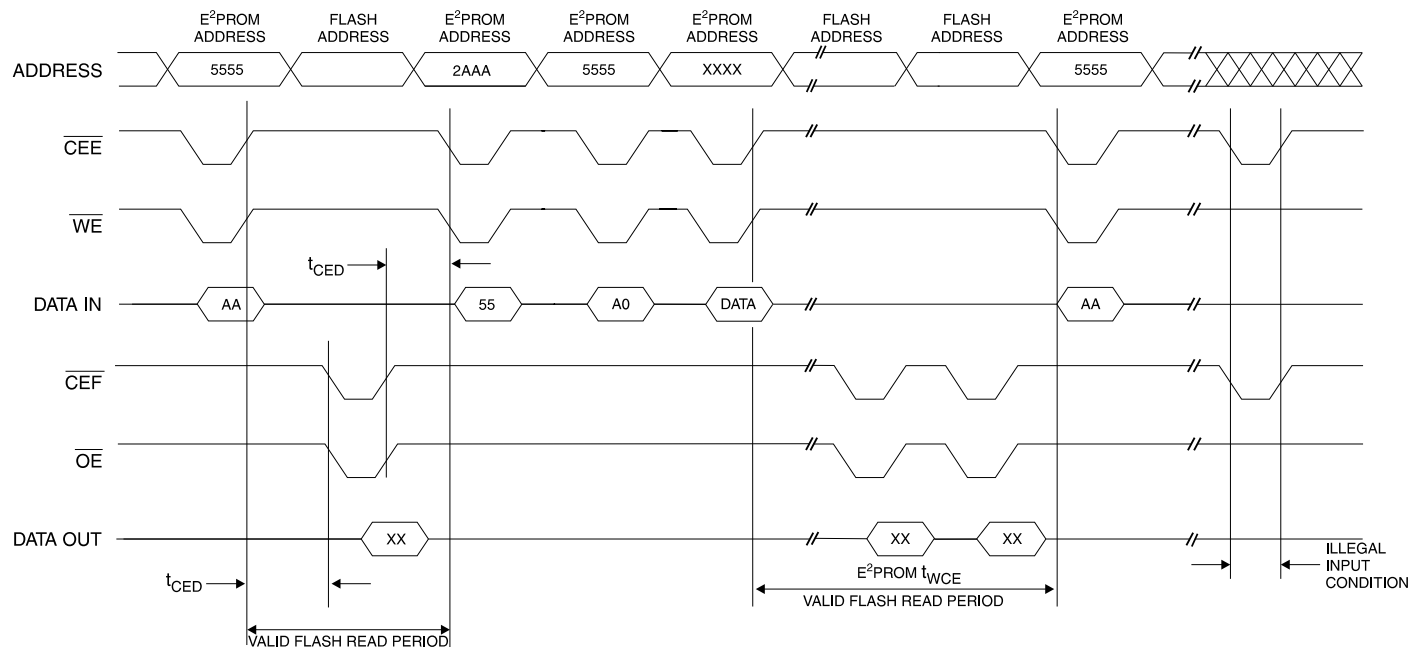 E²PROM ADDRESS
FLASH ADDRESS
E²PROM ADDRESS
E²PROM ADDRESS
E²PROM ADDRESS
FLASH ADDRESS
FLASH ADDRESS
E²PROM ADDRESS
ADDRESS 5555 2AAA 5555 XXXX 5555
CEE
WE
tCED
DATA IN AA 55 A0 DATA AA
CEF
OE
DATA OUT XX XX XX
tCED
E²PROM tWCE
VALID FLASH READ PERIOD
ILLEGAL
INPUT
CONDITION
VALID FLASH READ PERIOD